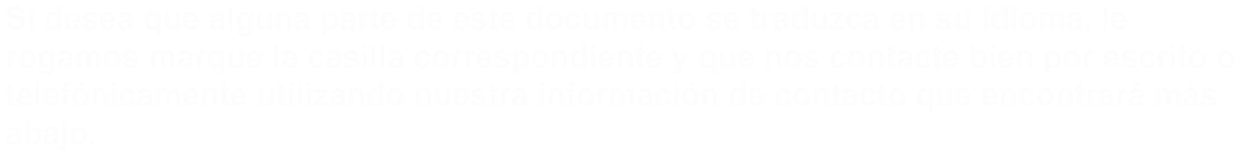 Si desea que alguna parte de este documento se traduzca en su idioma, le
rogamos marque la casilla correspondiente y que nos contacte bien por escrito o
telefónicamente utilizando nuestra información de contacto que encontrará más
abajo.